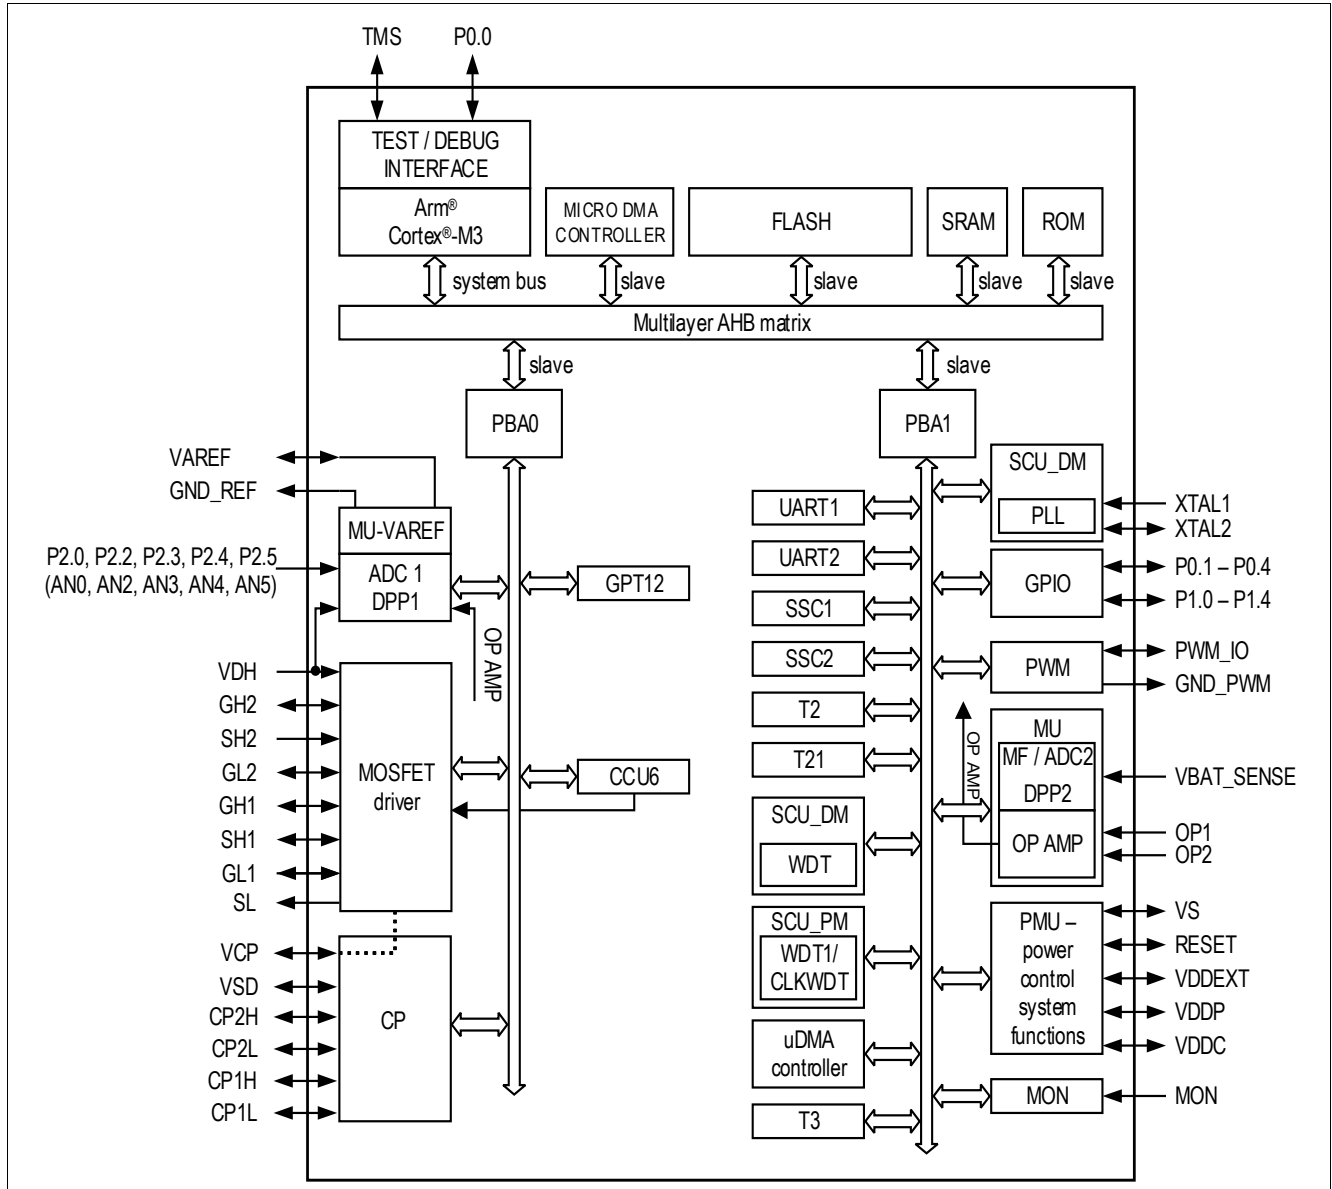 TMS
P0.0
TEST / DEBUG
INTERFACE
Arm®
Cortex®-M3
MICRO DMA
CONTROLLER
FLASH
SRAM
ROM
system bus
slave
slave
slave
slave
Multilayer AHB matrix
slave
slave
PBA0
PBA1
VAREF
GND_REF
MU-VAREF
P2.0, P2.2, P2.3, P2.4, P2.5
(AN0, AN2, AN3, AN4, AN5)
ADC 1
DPP1
GPT12
OP AMP
VDH
GH2
SH2
GL2
GH1
SH1
GL1
SL
MOSFET
driver
CCU6
VCP
VSD
CP2H
CP2L
CP1H
CP1L
CP
UART1
UART2
SSC1
SSC2
T2
T21
SCU_DM
WDT
SCU_PM
WDT1/
CLKWDT
uDMA
controller
T3
SCU_DM
PLL
XTAL1
XTAL2
GPIO
P0.1 – P0.4
P1.0 – P1.4
PWM
PWM_IO
GND_PWM
OP AMP
MU
MF / ADC2
DPP2
OP AMP
VBAT_SENSE
OP1
OP2
PMU –
power
control
system
functions
VS
RESET
VDDEXT
VDDP
VDDC
MON
MON